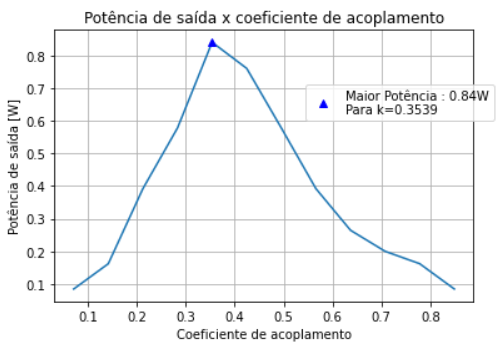 Potência de saída x coeficiente de acoplamento
Maior Potência : 0.84W
Para k=0.3539
Potência de saída [W]
0.8
0.7
0.6
0.5
0.4
0.3
0.2
0.1
0.1 0.2 0.3 0.4 0.5 0.6 0.7 0.8
Coeficiente de acoplamento